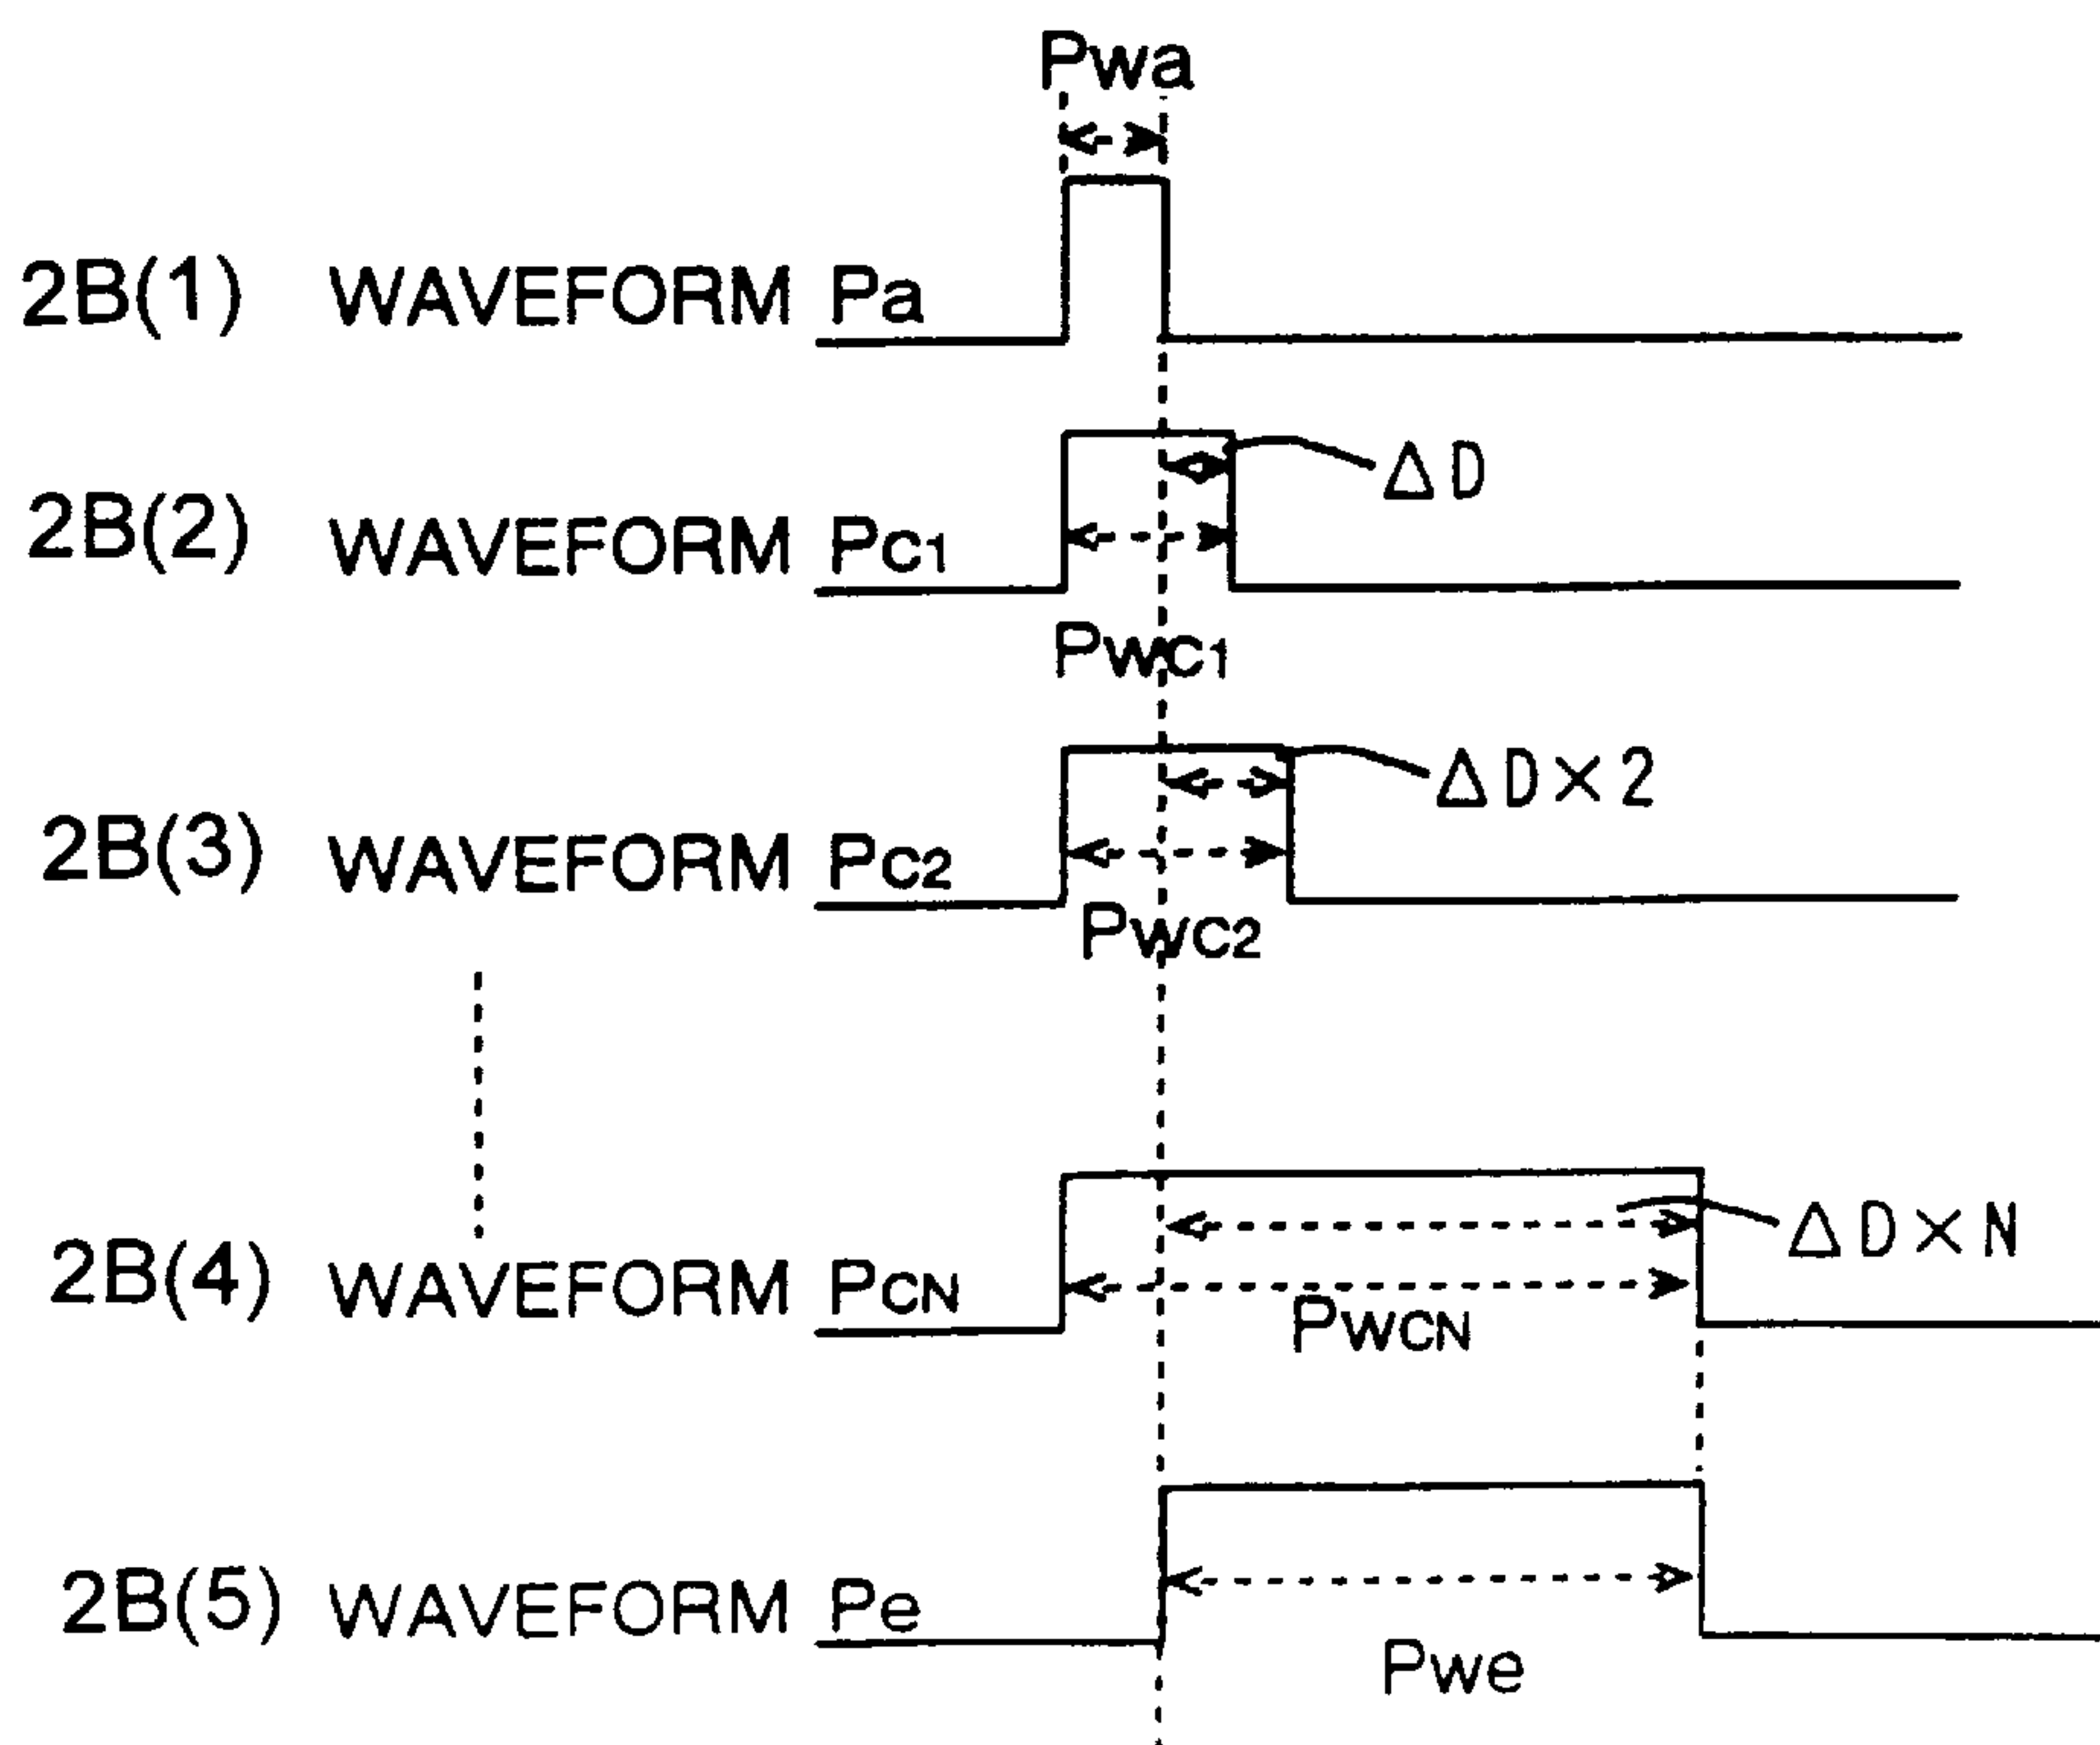 Pwa
2B(1) WAVEFORM Pa
ΔD
2B(2) WAVEFORM PC1
PWC1
ΔD×2
2B(3) WAVEFORM PC2
PWC2
ΔD×N
2B(4) WAVEFORM PCN
PWCN
2B(5) WAVEFORM Pe
Pwe